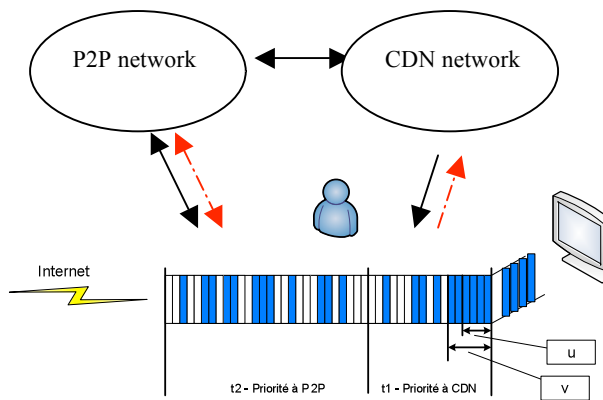 P2P network
CDN network
Internet
u
v
t2 - Priorité à P2P
t1 - Priorité à CDN